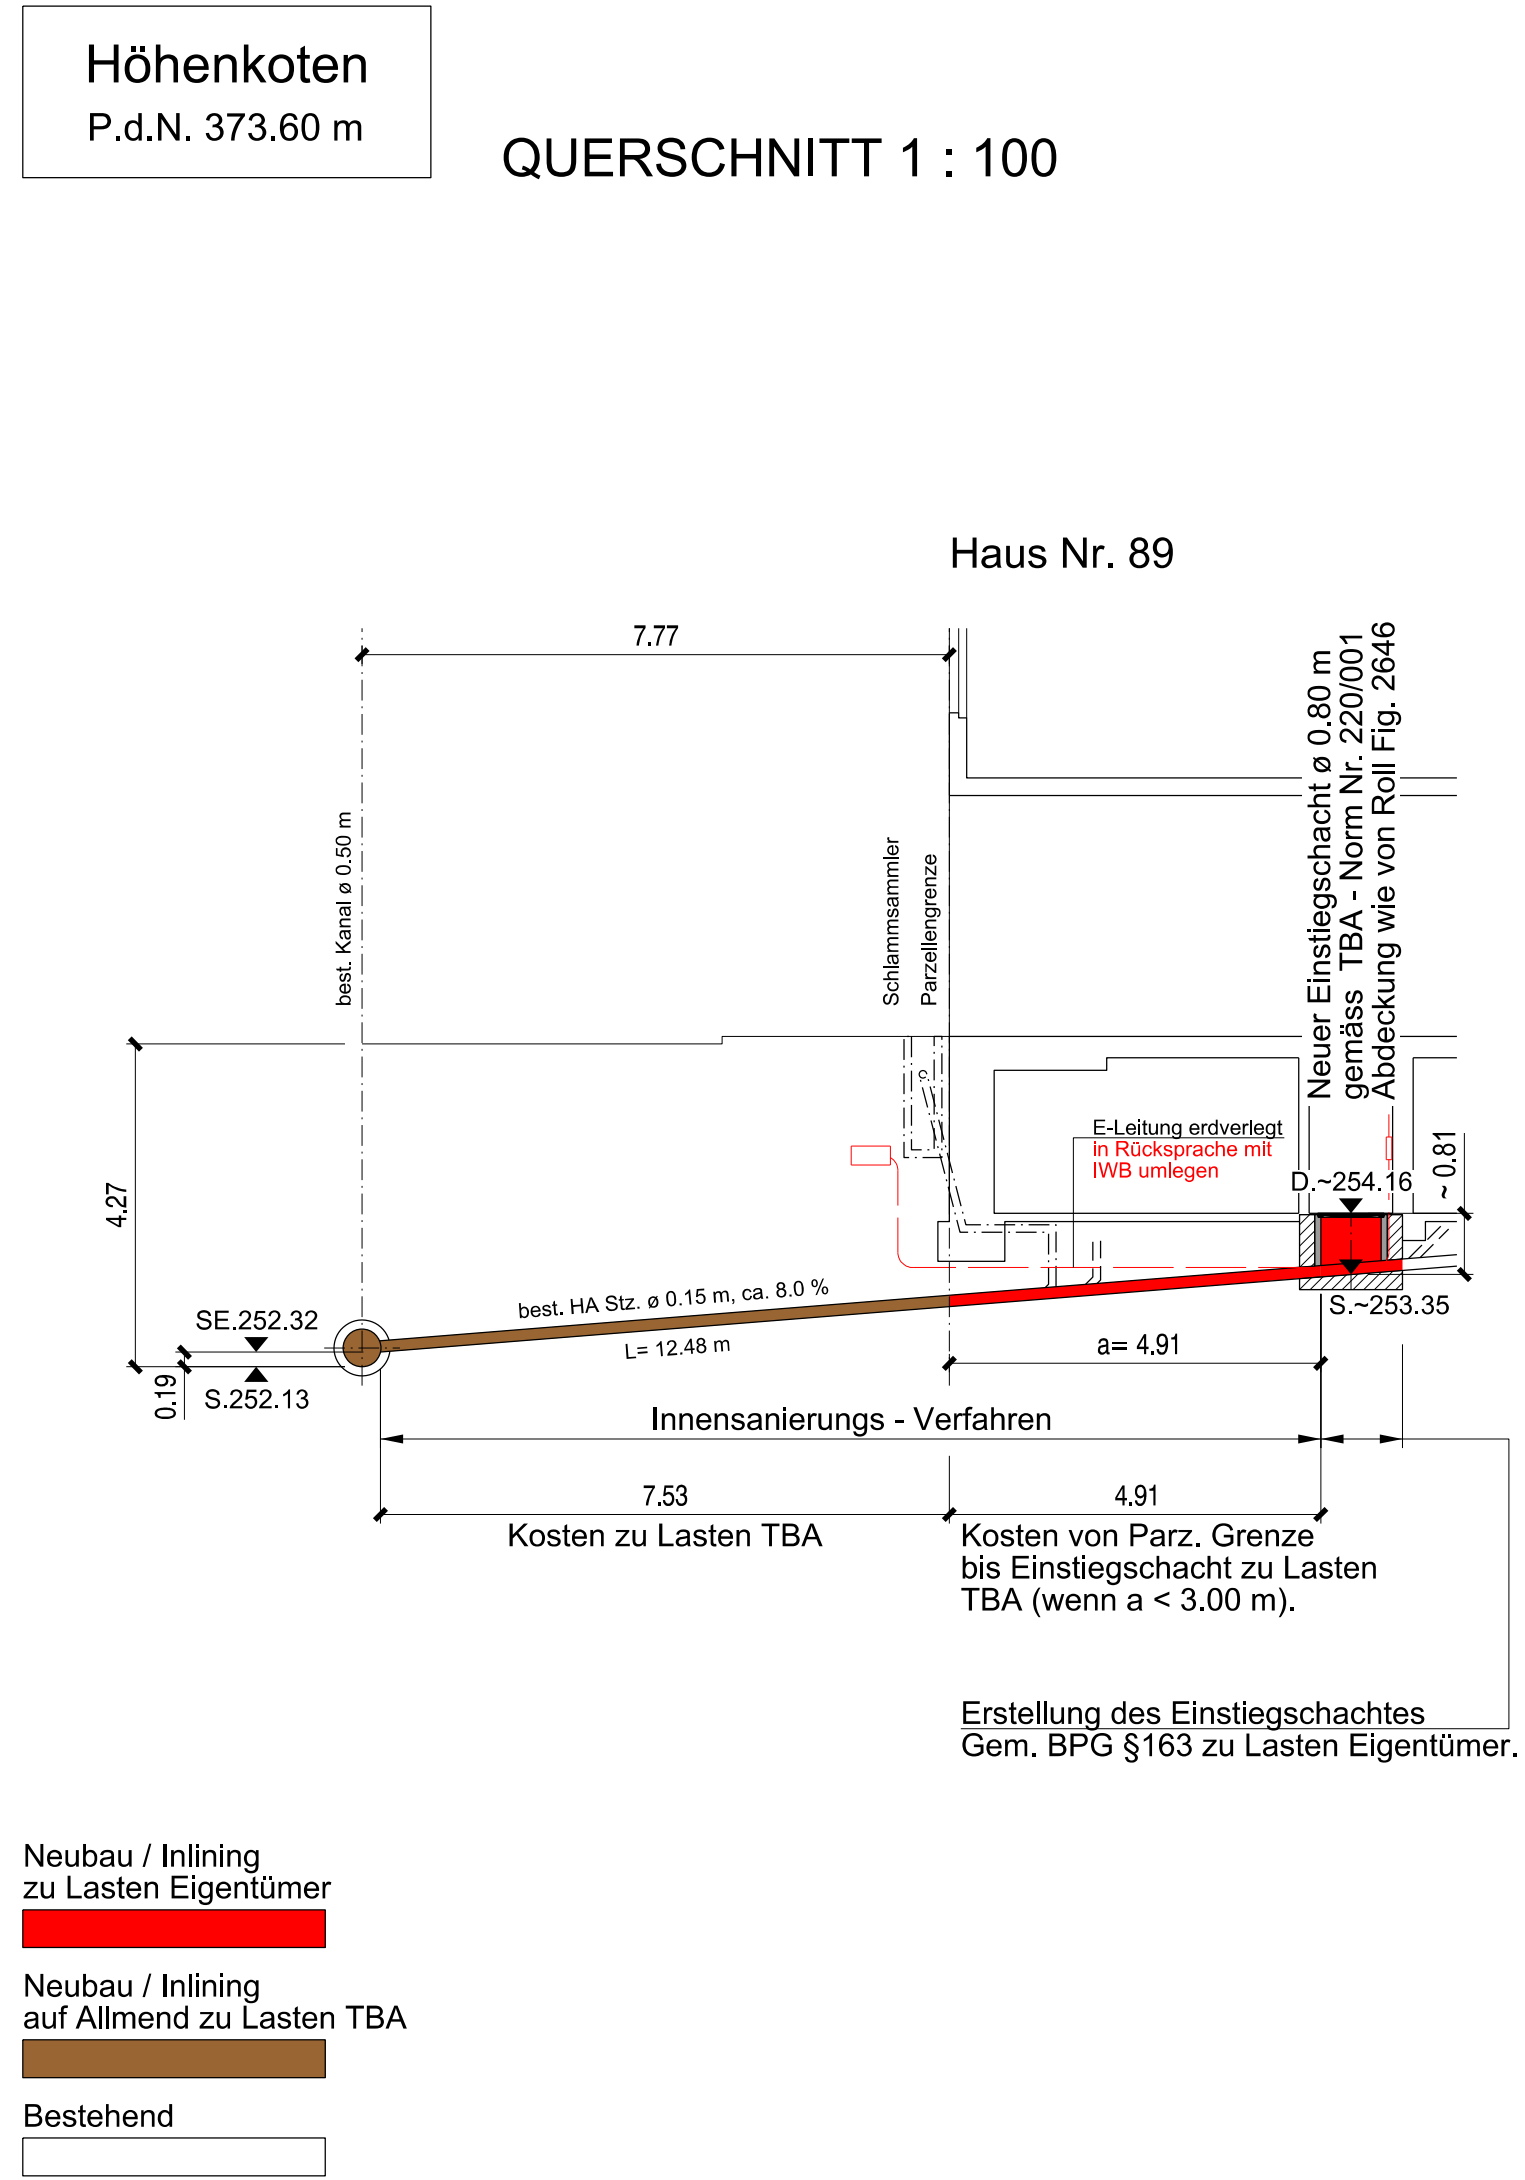 Höhenkoten
P.d.N. 373.60 m
QUERSCHNITT 1 : 100
Haus Nr. 89
7.77
best. Kanal ø 0.50 m
Schlammsammler
Parzellengrenze
Neuer Einstiegschacht ø 0.80 m
gemäss TBA - Norm Nr. 220/001
Abdeckung wie von Roll Fig. 2646
4.27
E-Leitung erdverlegt
in Rücksprache mit
IWB umlegen
D.~254.16
~ 0.81
best. HA Stz. ø 0.15 m, ca. 8.0 %
L= 12.48 m
SE.252.32
S.252.13
0.19
S.~253.35
a= 4.91
Innensanierungs - Verfahren
7.53
4.91
Kosten zu Lasten TBA
Kosten von Parz. Grenze
bis Einstiegschacht zu Lasten
TBA (wenn a < 3.00 m).
Erstellung des Einstiegschachtes
Gem. BPG §163 zu Lasten Eigentümer.
Neubau / Inlining
zu Lasten Eigentümer
Neubau / Inlining
auf Allmend zu Lasten TBA
Bestehend